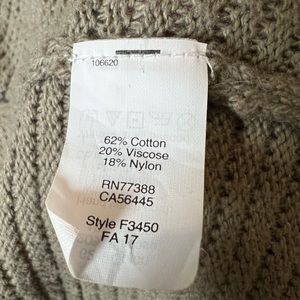 106620
62% Cotton
20% Viscose
18% Nylon
RN77388
CA56445
Style F3450
FA 17